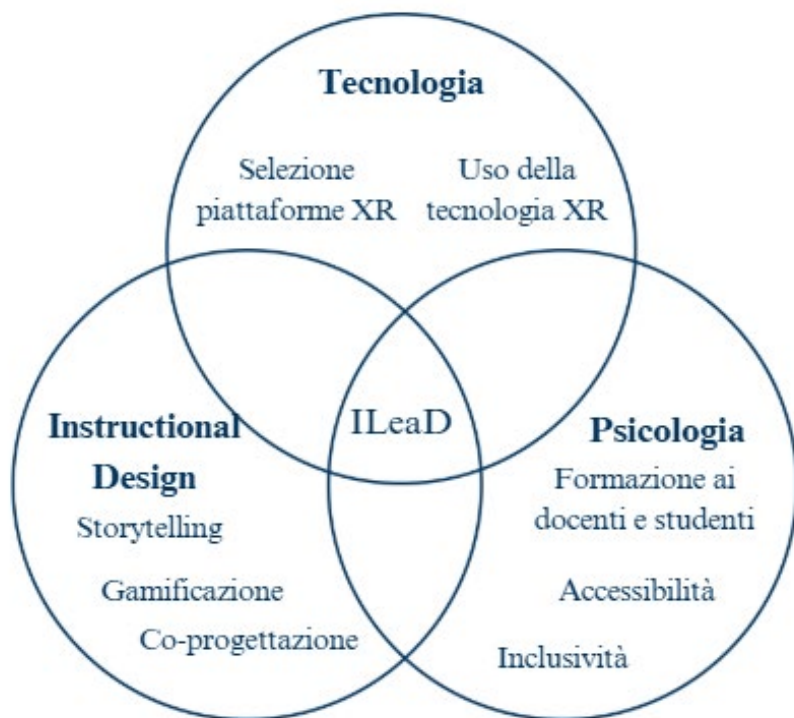 Tecnologia
Selezione
piattaforme XR
Uso della
tecnologia XR
ILeaD
Instructional
Design
Storytelling
Gamificazione
Co-progettazione
Psicologia
Formazione ai
docenti e studenti
Accessibilità
Inclusività